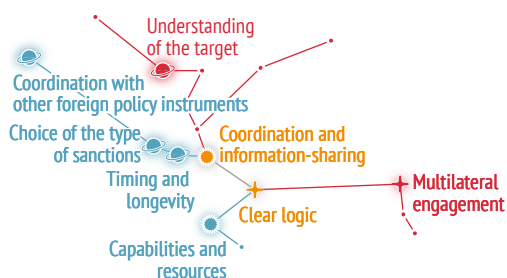 Understanding
of the target
Coordination with
other foreign policy instruments
Choice of the type
of sanctions
Coordination and
information-sharing
Timing and
longevity
Multilateral
engagement
Clear logic
Capabilities and
resources